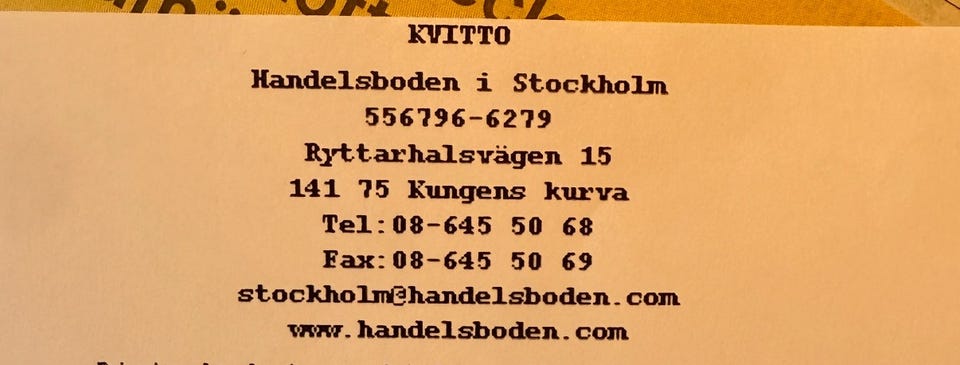 KVITTO
Handelsboden i Stockholm
556796-6279
Ryttarhalsvägen 15
141 75 Kungens kurva
Tel:08-645 50 68
Fax:08-645 50 69
stockholm@handelsboden.com
www.handelsboden.com